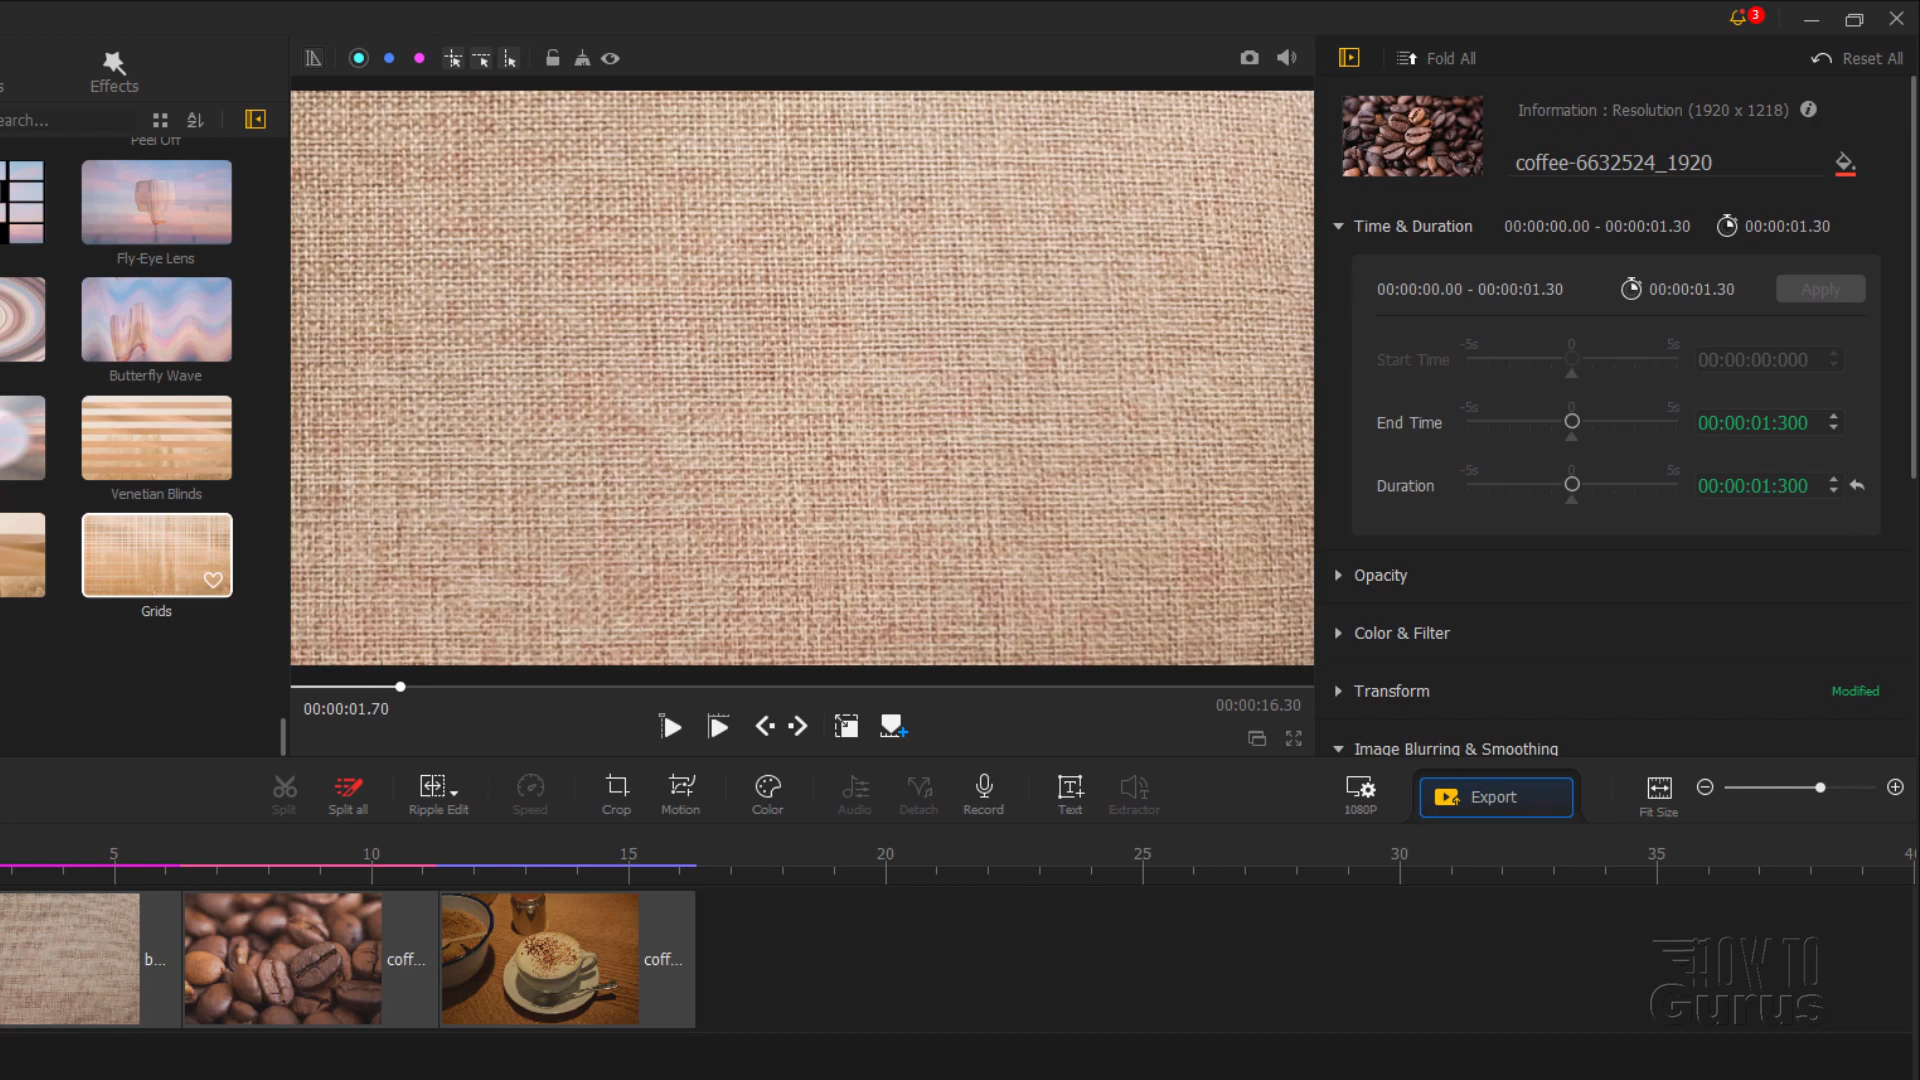 3
Effects
Fold All
Reset All
earch...
Peel Off
Information : Resolution (1920 x 1218)
coffee-6632524_1920
Fly-Eye Lens
Time & Duration 00:00:00.00 - 00:00:01.30 00:00:01.30
00:00:00.00 - 00:00:01.30 00:00:01.30 Apply
-5s 0 5s
Start Time 00:00:00:000
Butterfly Wave
-5s 0 5s
End Time 00:00:01:300
-5s 0 5s
Duration 00:00:01:300
Venetian Blinds
Opacity
Grids
Color & Filter
Transform Modified
00:00:01.70
00:00:16.30
Image Blurring & Smoothing
Split
Split all
Ripple Edit
Speed
Crop
Motion
Color
Audio
Detach
Record
Text
Extractor
1080P
Export
Fit Size
5 10 15 20 25 30 35
b...
coff...
coff...
HOW TO
Gurus